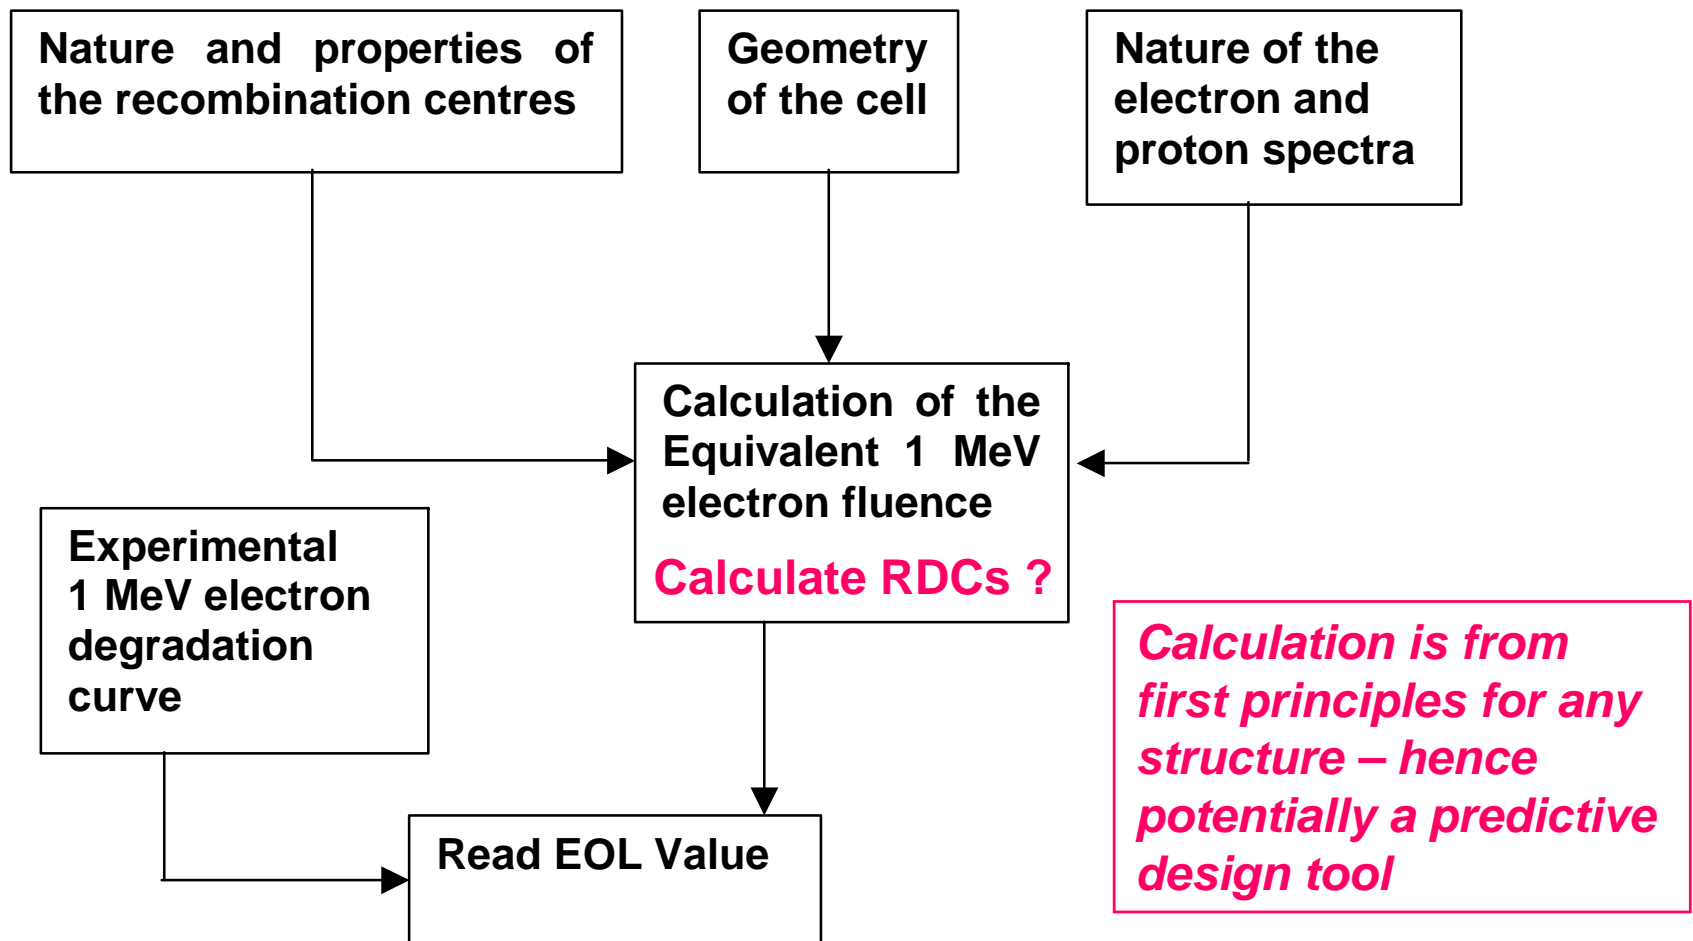 Nature and properties of
the recombination centres
Geometry
of the cell
Nature of the
electron and
proton spectra
Calculation of the
Equivalent 1 MeV
electron fluence
Calculate RDCs ?
Experimental
1 MeV electron
degradation
curve
Calculation is from
first principles for any
structure – hence
potentially a predictive
design tool
Read EOL Value